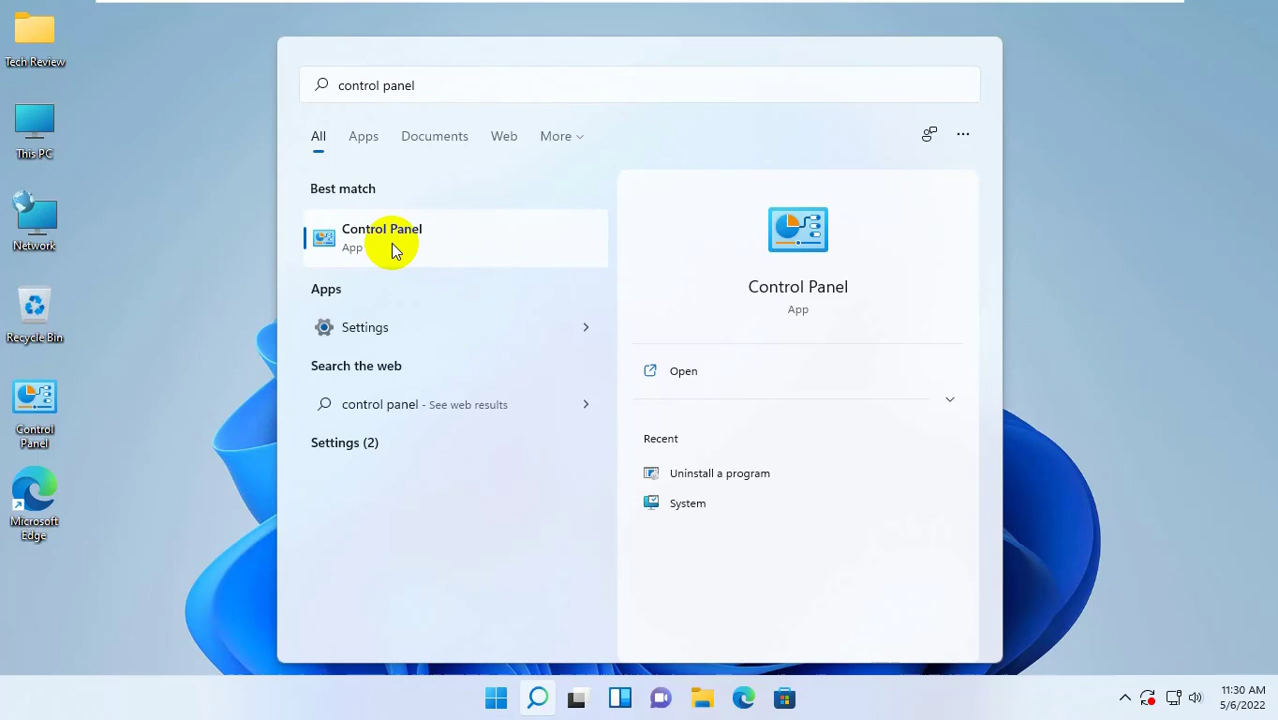 Tech Review
This PC
Network
Recycle Bin
Control
Panel
Microsoft
Edge
control panel
All
Apps
Documents
Web
More
Best match
Control Panel
App
Apps
Settings
Search the web
control panel - See web results
Settings (2)
Control Panel
App
Open
Recent
Uninstall a program
System
11:30 AM
5/6/2022